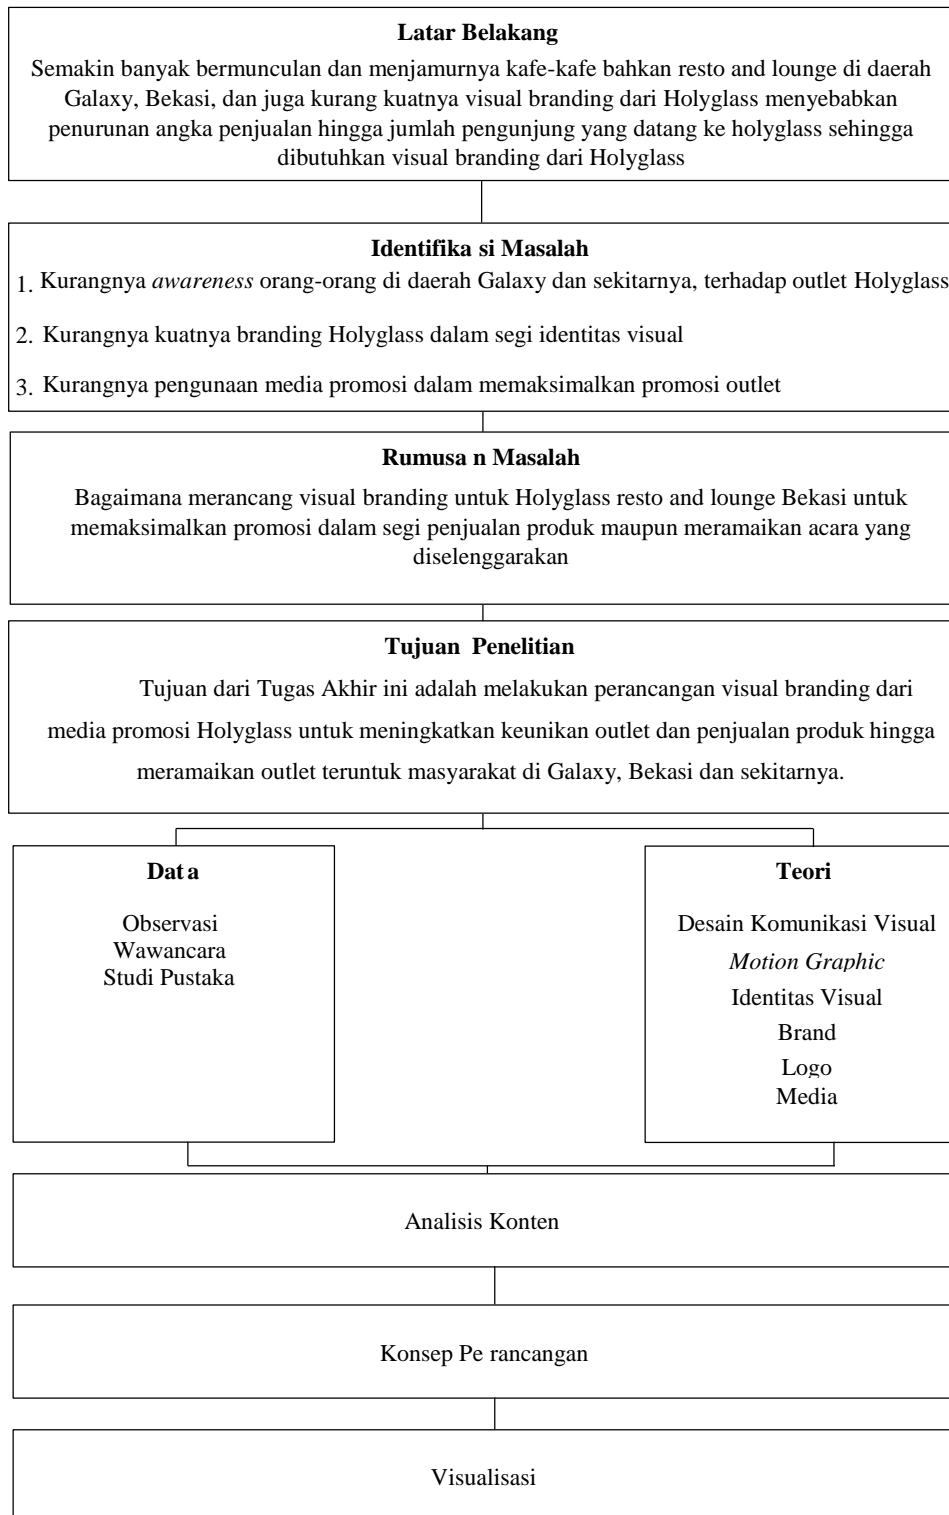 Latar Belakang
Semakin banyak bermunculan dan menjamurnya kafe-kafe bahkan resto and lounge di daerah
Galaxy, Bekasi, dan juga kurang kuatnya visual branding dari Holyglass menyebabkan
penurunan angka penjualan hingga jumlah pengunjung yang datang ke holyglass sehingga
dibutuhkan visual branding dari Holyglass
Identifika si Masalah
1. Kurangnya awareness orang-orang di daerah Galaxy dan sekitarnya, terhadap outlet Holyglass
2. Kurangnya kuatnya branding Holyglass dalam segi identitas visual
3. Kurangnya pengunaan media promosi dalam memaksimalkan promosi outlet
Rumusa n Masalah
Bagaimana merancang visual branding untuk Holyglass resto and lounge Bekasi untuk
memaksimalkan promosi dalam segi penjualan produk maupun meramaikan acara yang
diselenggarakan
Tujuan Penelitian
Tujuan dari Tugas Akhir ini adalah melakukan perancangan visual branding dari
media promosi Holyglass untuk meningkatkan keunikan outlet dan penjualan produk hingga
meramaikan outlet teruntuk masyarakat di Galaxy, Bekasi dan sekitarnya.
Dat a
Observasi
Wawancara
Studi Pustaka
Teori
Desain Komunikasi Visual
Motion Graphic
Identitas Visual
Brand
Logo
Media
Analisis Konten
Konsep Pe rancangan
Visualisasi